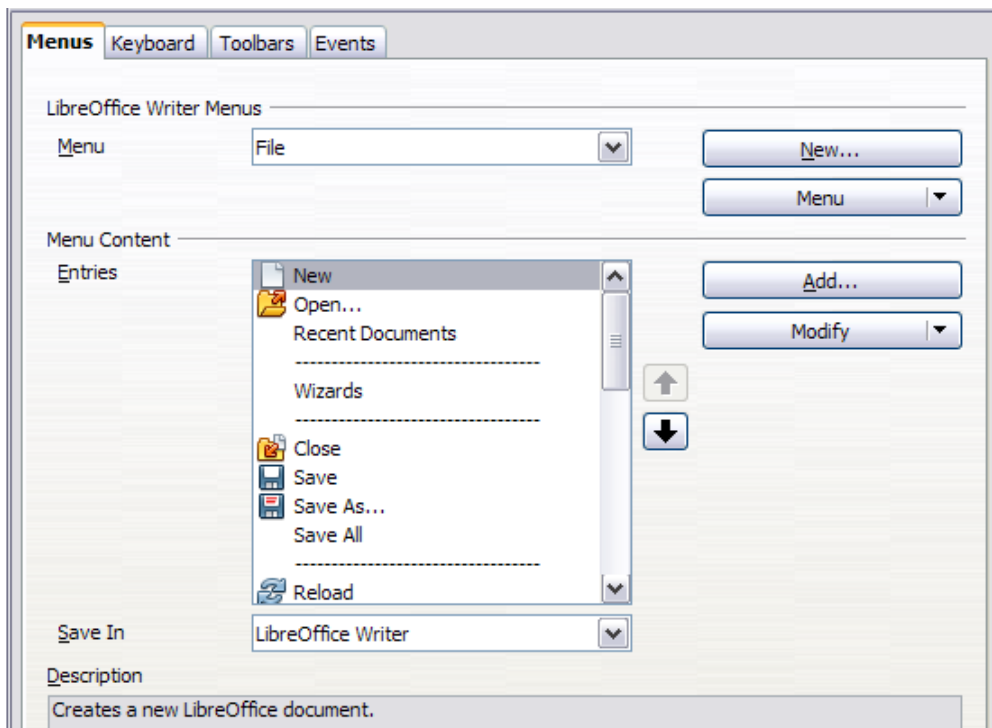 Menus Keyboard Toolbars Events
LibreOffice Writer Menus
Menu File New...
Menu
Menu Content
Entries New Add...
Open... Modify
Recent Documents
----------------------------------
Wizards
----------------------------------
Close
Save
Save As...
Save All
----------------------------------
Reload
Save In LibreOffice Writer
Description
Creates a new LibreOffice document.